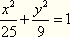 x²/25 + y²/9 = 1